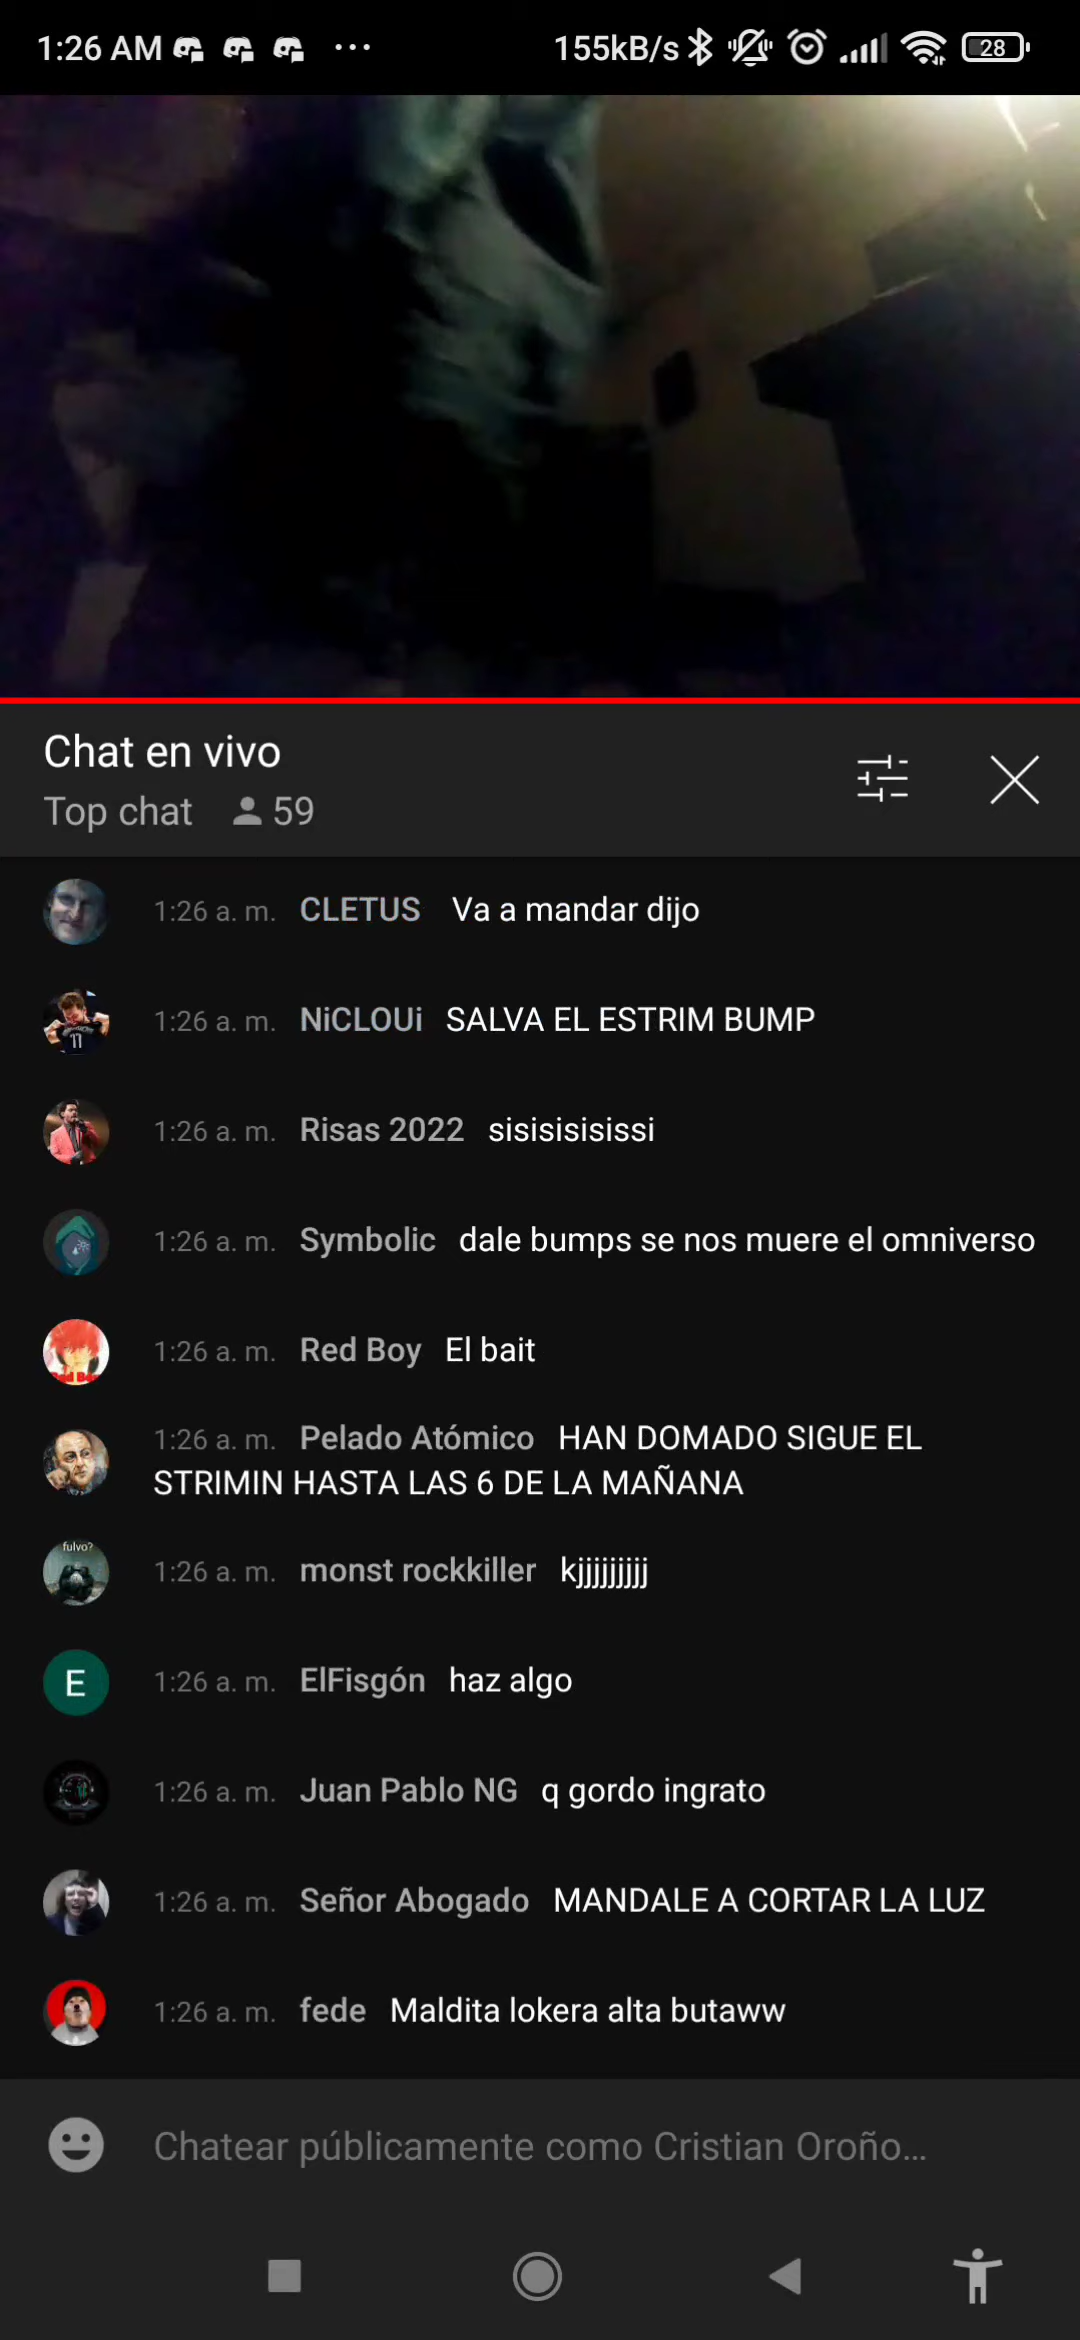 1:26 AM ... 155kB/s 28
Chat en vivo
Top chat 59
1:26 a. m. CLETUS Va a mandar dijo
1:26 a. m. NiCLOUi SALVA EL ESTRIM BUMP
1:26 a. m. Risas 2022 sisisisisissi
1:26 a. m. Symbolic dale bumps se nos muere el omniverso
1:26 a. m. Red Boy El bait
1:26 a. m. Pelado Atómico HAN DOMADO SIGUE EL
STRIMIN HASTA LAS 6 DE LA MAÑANA
fulvo?
1:26 a. m. monst rockkiller kjjjjjjjjj
E
1:26 a. m. ElFisgón haz algo
1:26 a. m. Juan Pablo NG q gordo ingrato
1:26 a. m. Señor Abogado MANDALE A CORTAR LA LUZ
1:26 a. m. fede Maldita lokera alta butaww
Chatear públicamente como Cristian Oroño...